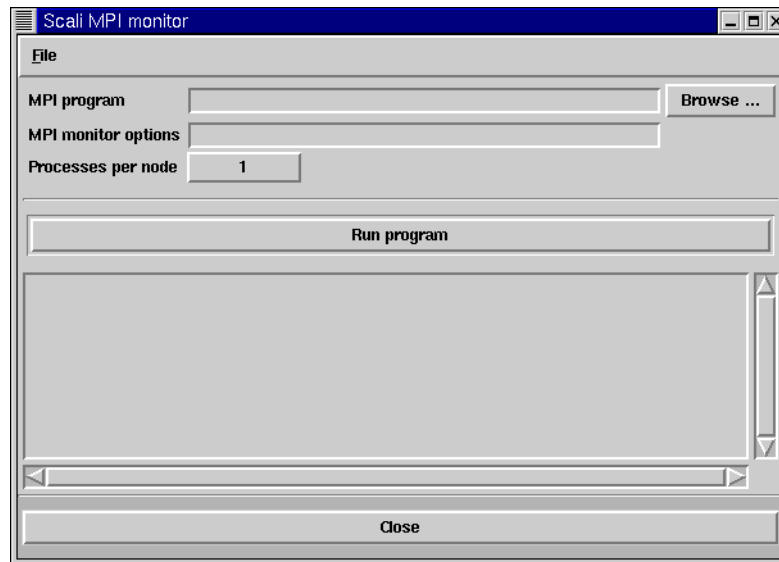 Scali MPI monitor
File
MPI program Browse ...
MPI monitor options
Processes per node 1
Run program
Close